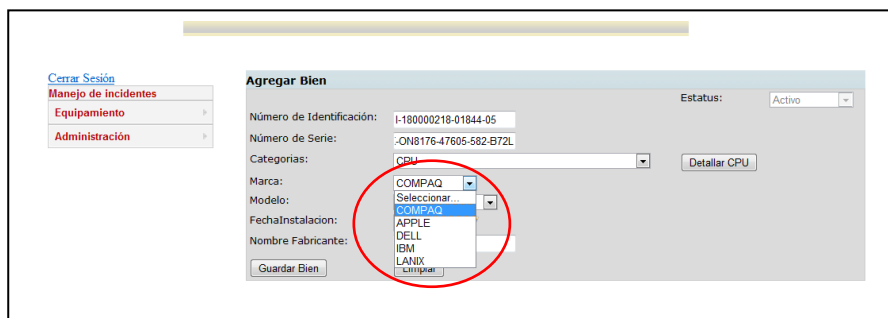 Cerrar Sesión
Manejo de incidentes
Equipamiento
Administración
Agregar Bien
Estatus: Activo
Número de Identificación: I-180000218-01844-05
Número de Serie: :-ON8176-47605-582-B72L
Categorias: CPU Detallar CPU
Marca: COMPAQ
Seleccionar...
COMPAQ
APPLE
DELL
IBM
LANIX
Modelo:
FechaInstalacion:
Nombre Fabricante:
Guardar Bien Limpiar